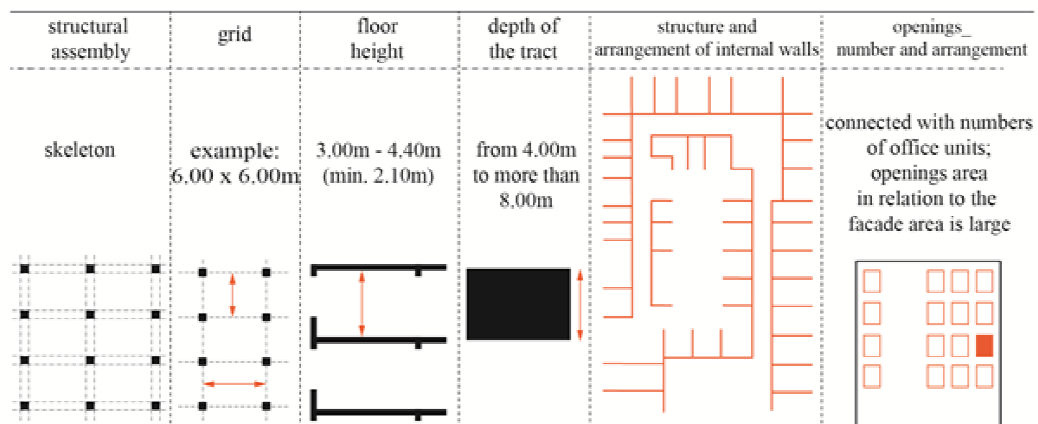 structural
assembly
grid
floor
height
depth of
the tract
structure and
arrangement of internal walls
openings_
number and arrangement
skeleton
example:
6.00 x 6.00m
3.00m - 4.40m
(min. 2.10m)
from 4.00m
to more than
8.00m
connected with numbers
of office units;
openings area
in relation to the
facade area is large